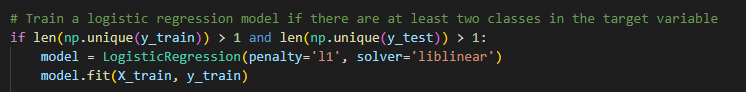 # Train a logistic regression model if there are at least two classes in the target variable
if len(np.unique(y_train)) > 1 and len(np.unique(y_test)) > 1:
    model = LogisticRegression(penalty='l1', solver='liblinear')
    model.fit(X_train, y_train)